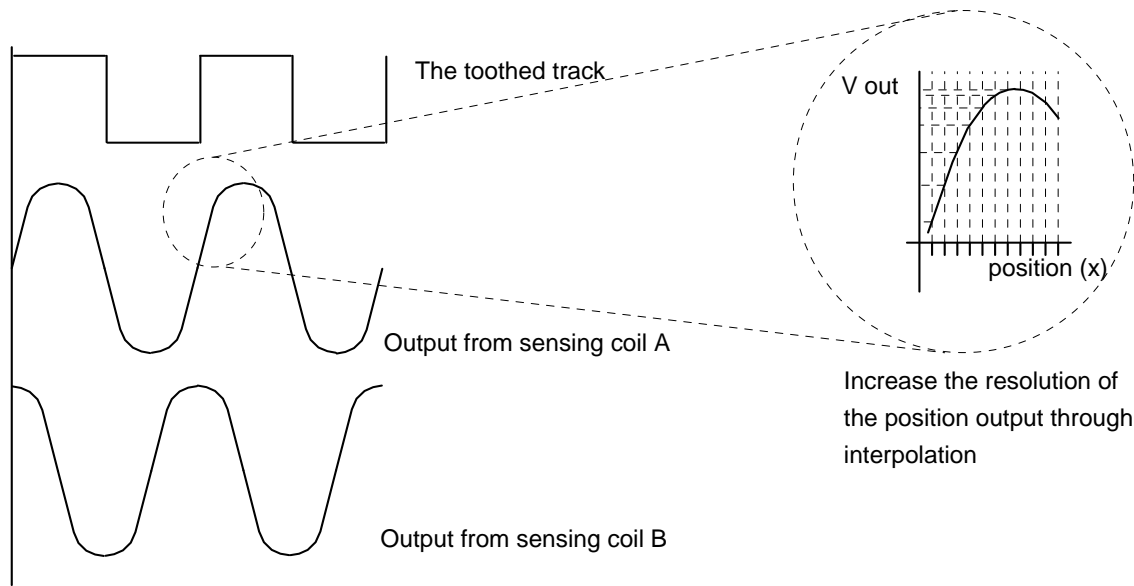 The toothed track
V out
position (x)
Output from sensing coil A
Increase the resolution of
the position output through
interpolation
Output from sensing coil B